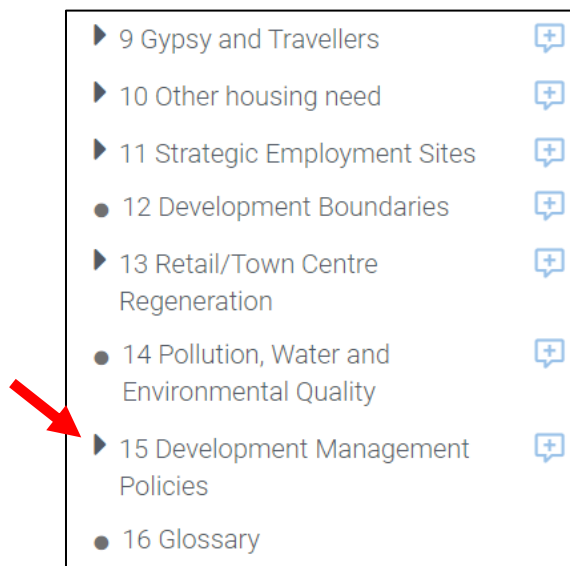 9 Gypsy and Travellers
10 Other housing need
11 Strategic Employment Sites
12 Development Boundaries
13 Retail/Town Centre
Regeneration
14 Pollution, Water and
Environmental Quality
15 Development Management
Policies
16 Glossary